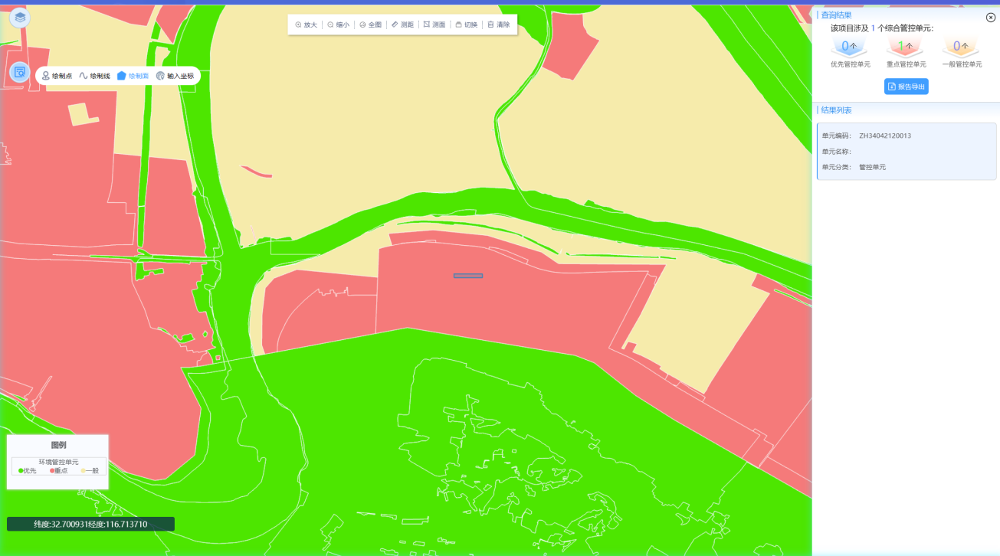 放大 缩小 全图 测距 测面 切换 清除
绘制点 绘制线 绘制面 输入坐标
查询结果
该项目涉及 1 个综合管控单元:
0个 1个 0个
优先管控单元 重点管控单元 一般管控单元
报告导出
结果列表
单元编码: ZH34042120013
单元名称:
单元分类: 管控单元
图例
环境管控单元
优先 重点 一般
纬度:32.700931经度:116.713710